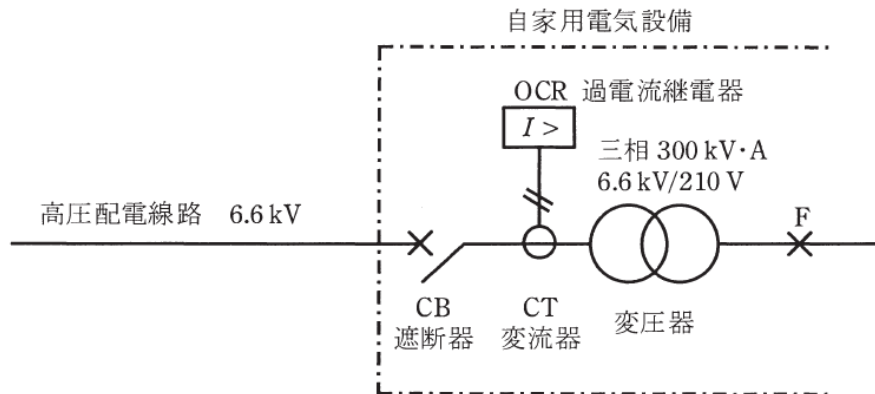 自家用電気設備
OCR 過電流継電器
I >
三相 300 kV・A
6.6 kV/210 V
高圧配電線路 6.6 kV
F
CB
遮断器
CT
変流器
変圧器